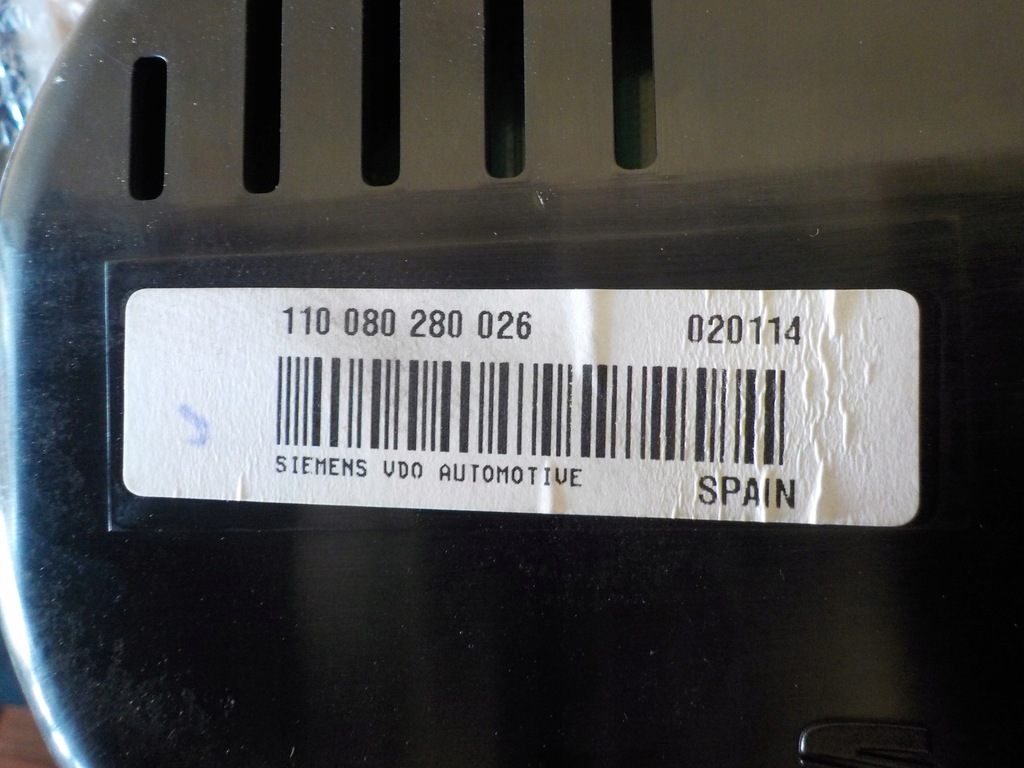 110 080 280 026 020114
SIEMENS VDO AUTOMOTIVE
SPAIN